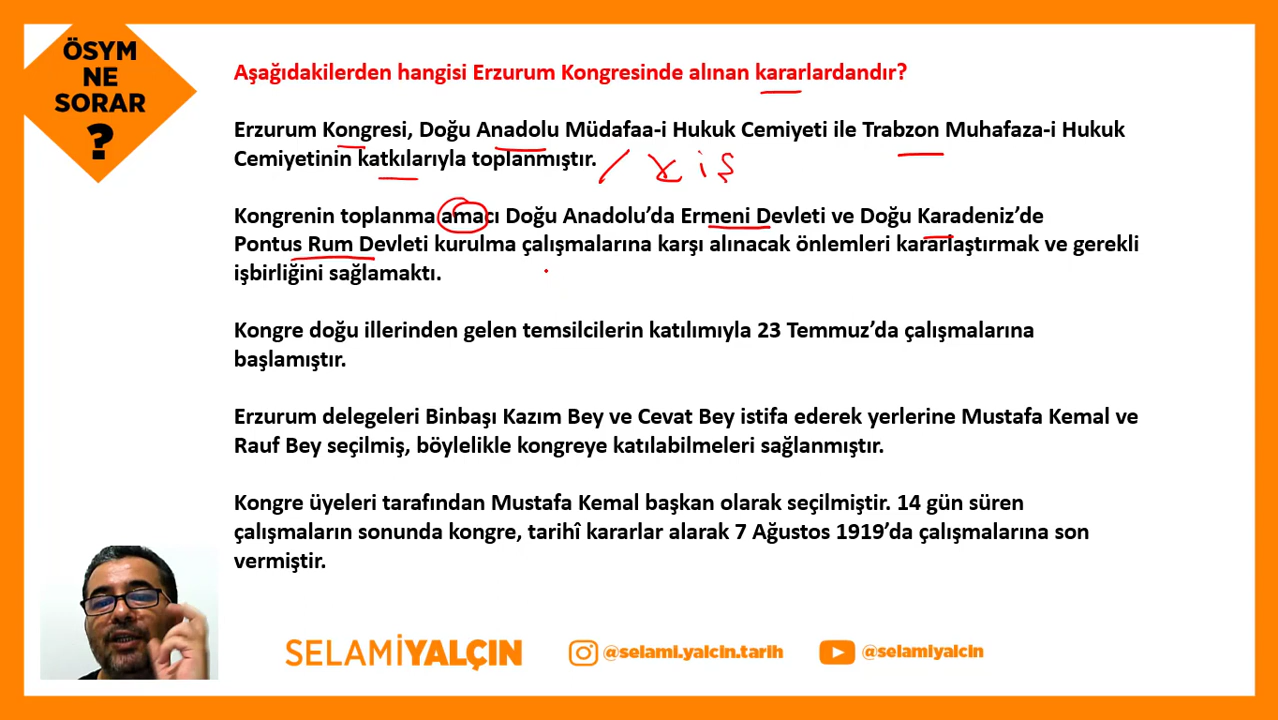 ÖSYM
NE
SORAR
?
Aşağıdakilerden hangisi Erzurum Kongresinde alınan kararlardandır?
Erzurum Kongresi, Doğu Anadolu Müdafaa-i Hukuk Cemiyeti ile Trabzon Muhafaza-i Hukuk
Cemiyetinin katkılarıyla toplanmıştır.
Kongrenin toplanma amacı Doğu Anadolu’da Ermeni Devleti ve Doğu Karadeniz’de
Pontus Rum Devleti kurulma çalışmalarına karşı alınacak önlemleri kararlaştırmak ve gerekli
işbirliğini sağlamaktı.
Kongre doğu illerinden gelen temsilcilerin katılımıyla 23 Temmuz’da çalışmalarına
başlamıştır.
Erzurum delegeleri Binbaşı Kazım Bey ve Cevat Bey istifa ederek yerlerine Mustafa Kemal ve
Rauf Bey seçilmiş, böylelikle kongreye katılabilmeleri sağlanmıştır.
Kongre üyeleri tarafından Mustafa Kemal başkan olarak seçilmiştir. 14 gün süren
çalışmaların sonunda kongre, tarihî kararlar alarak 7 Ağustos 1919’da çalışmalarına son
vermiştir.
SELAMİYALÇIN @selami.yalcin.tarih @selamiyalcin